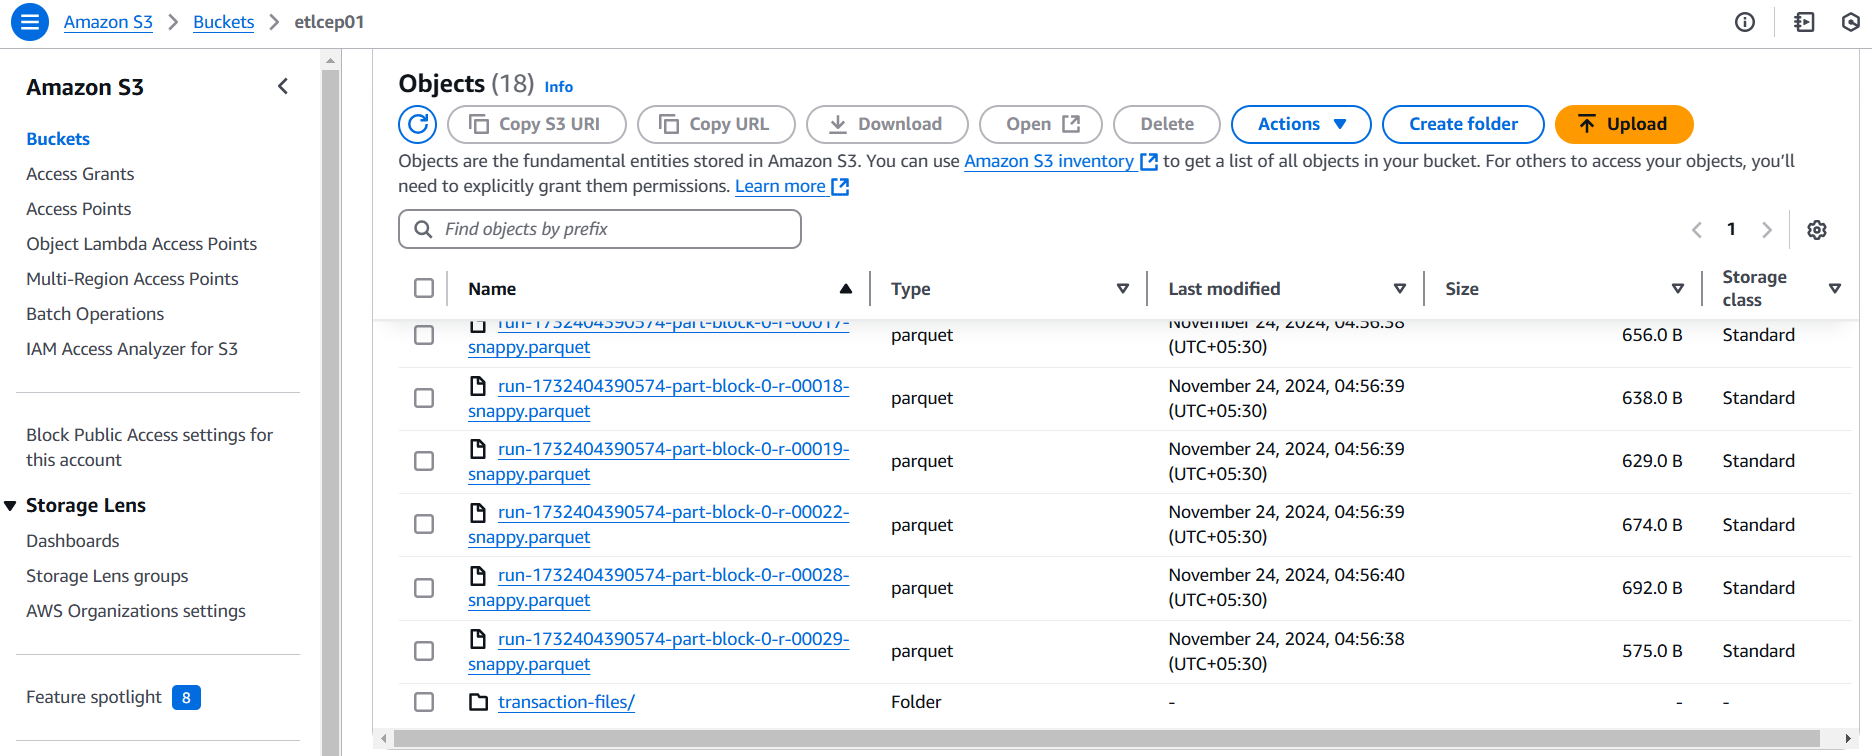 Amazon S3 > Buckets > etlcep01
Amazon S3
Buckets
Access Grants
Access Points
Object Lambda Access Points
Multi-Region Access Points
Batch Operations
IAM Access Analyzer for S3
Block Public Access settings for
this account
Storage Lens
Dashboards
Storage Lens groups
AWS Organizations settings
Feature spotlight 8
Objects (18) Info
Copy S3 URI Copy URL Download Open Delete Actions Create folder Upload
Objects are the fundamental entities stored in Amazon S3. You can use Amazon S3 inventory to get a list of all objects in your bucket. For others to access your objects, you’ll
need to explicitly grant them permissions. Learn more
Find objects by prefix
1
Name Type Last modified Size Storage class
run-1732404390574-part-block-0-r-00017- November 24, 2024, 04:56:38
snappy.parquet parquet (UTC+05:30) 656.0 B Standard
run-1732404390574-part-block-0-r-00018- November 24, 2024, 04:56:39
snappy.parquet parquet (UTC+05:30) 638.0 B Standard
run-1732404390574-part-block-0-r-00019- November 24, 2024, 04:56:39
snappy.parquet parquet (UTC+05:30) 629.0 B Standard
run-1732404390574-part-block-0-r-00022- November 24, 2024, 04:56:39
snappy.parquet parquet (UTC+05:30) 674.0 B Standard
run-1732404390574-part-block-0-r-00028- November 24, 2024, 04:56:40
snappy.parquet parquet (UTC+05:30) 692.0 B Standard
run-1732404390574-part-block-0-r-00029- November 24, 2024, 04:56:38
snappy.parquet parquet (UTC+05:30) 575.0 B Standard
transaction-files/ Folder - - -